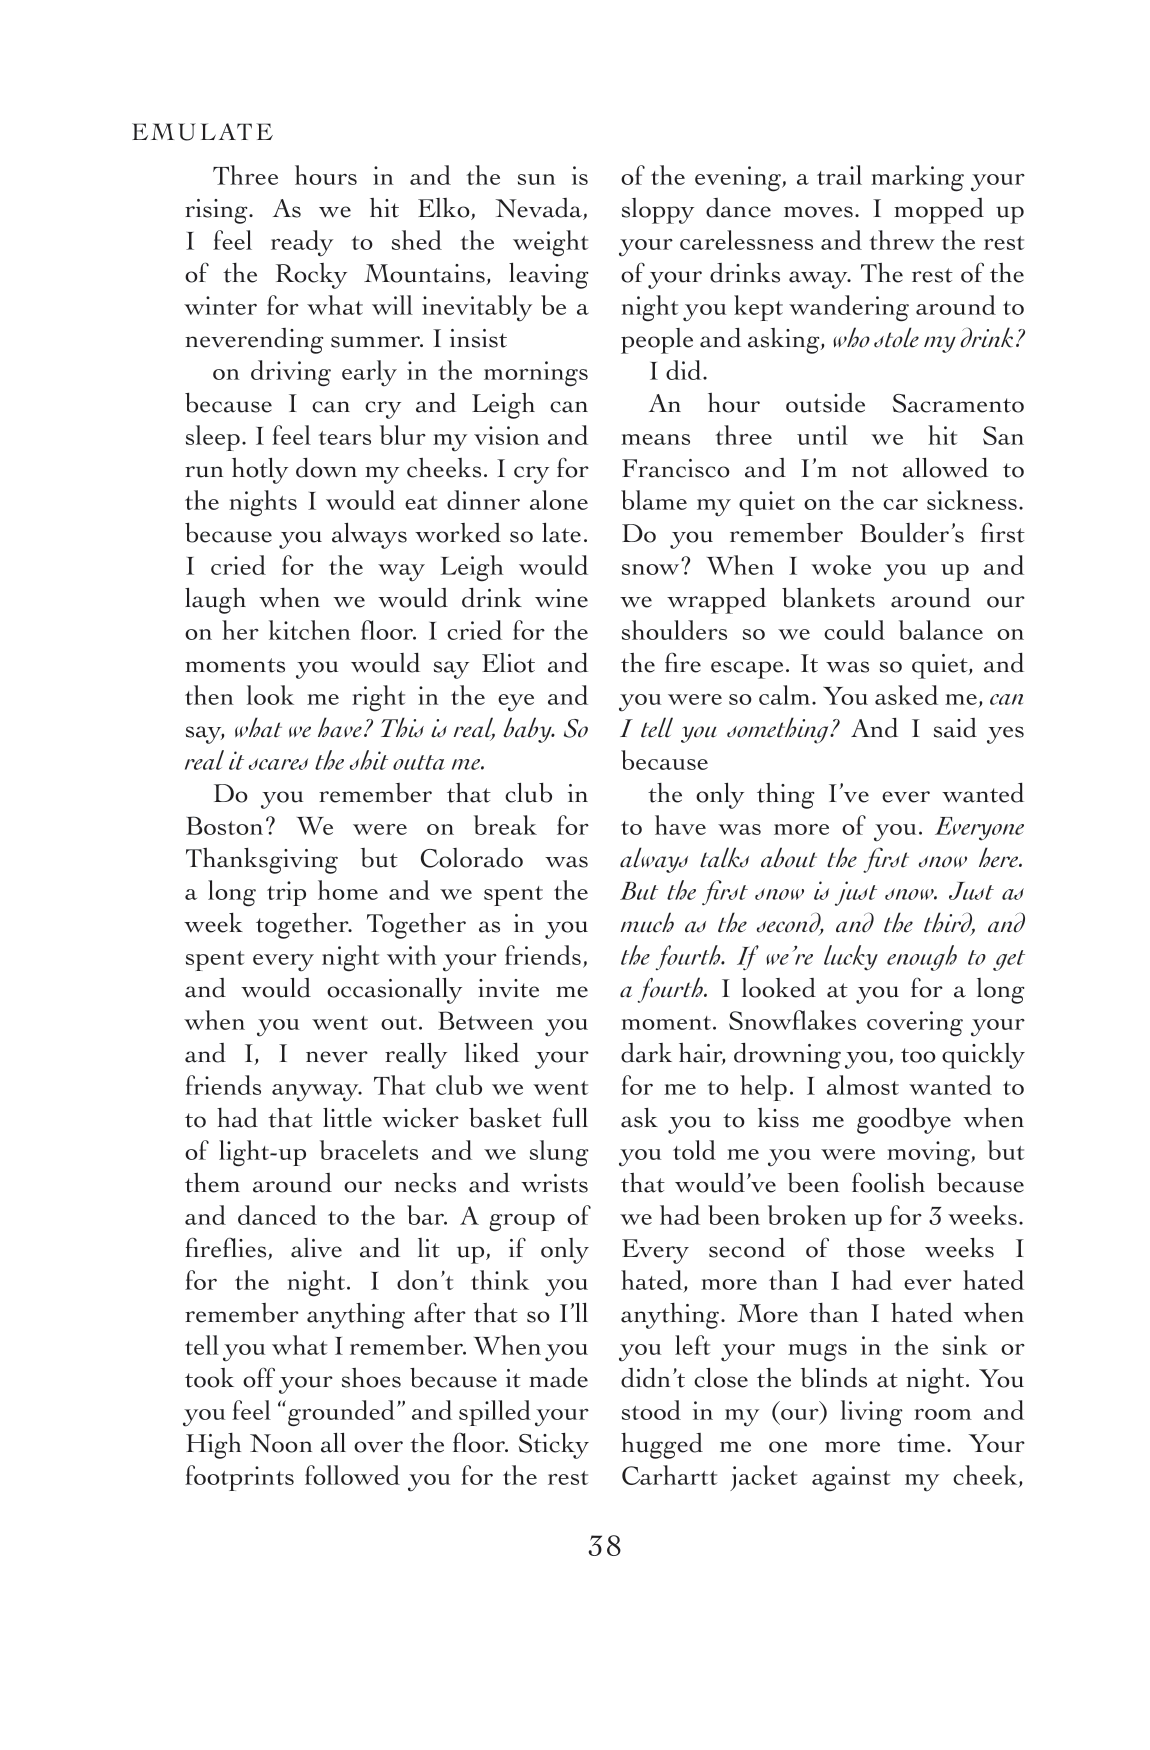 EMULATE
Three hours in and the sun is
rising. As we hit Elko, Nevada,
I feel ready to shed the weight
of the Rocky Mountains, leaving
winter for what will inevitably be a
neverending summer. I insist
on driving early in the mornings
because I can cry and Leigh can
sleep. I feel tears blur my vision and
run hotly down my cheeks. I cry for
the nights I would eat dinner alone
because you always worked so late.
I cried for the way Leigh would
laugh when we would drink wine
on her kitchen floor. I cried for the
moments you would say Eliot and
then look me right in the eye and
say, what we have? This is real, baby. So
real it scares the shit outta me.
Do you remember that club in
Boston? We were on break for
Thanksgiving but Colorado was
a long trip home and we spent the
week together. Together as in you
spent every night with your friends,
and would occasionally invite me
when you went out. Between you
and I, I never really liked your
friends anyway. That club we went
to had that little wicker basket full
of light-up bracelets and we slung
them around our necks and wrists
and danced to the bar. A group of
fireflies, alive and lit up, if only
for the night. I don’t think you
remember anything after that so I’ll
tell you what I remember. When you
took off your shoes because it made
you feel “grounded” and spilled your
High Noon all over the floor. Sticky
footprints followed you for the rest
of the evening, a trail marking your
sloppy dance moves. I mopped up
your carelessness and threw the rest
of your drinks away. The rest of the
night you kept wandering around to
people and asking, who stole my drink?
I did.
An hour outside Sacramento
means three until we hit San
Francisco and I’m not allowed to
blame my quiet on the car sickness.
Do you remember Boulder’s first
snow? When I woke you up and
we wrapped blankets around our
shoulders so we could balance on
the fire escape. It was so quiet, and
you were so calm. You asked me, can
I tell you something? And I said yes
because
the only thing I’ve ever wanted
to have was more of you. Everyone
always talks about the first snow here.
But the first snow is just snow. Just as
much as the second, and the third, and
the fourth. If we’re lucky enough to get
a fourth. I looked at you for a long
moment. Snowflakes covering your
dark hair, drowning you, too quickly
for me to help. I almost wanted to
ask you to kiss me goodbye when
you told me you were moving, but
that would’ve been foolish because
we had been broken up for 3 weeks.
Every second of those weeks I
hated, more than I had ever hated
anything. More than I hated when
you left your mugs in the sink or
didn’t close the blinds at night. You
stood in my (our) living room and
hugged me one more time. Your
Carhartt jacket against my cheek,
38